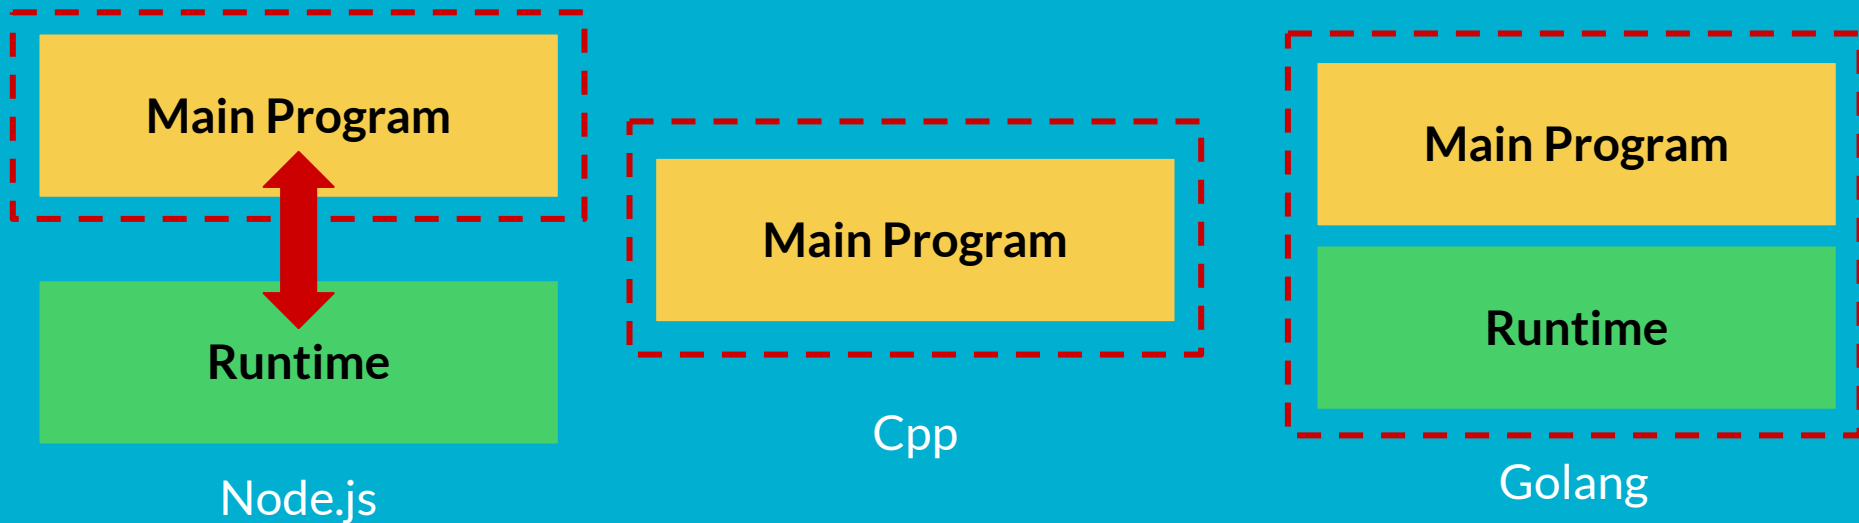 Main Program
Runtime
Node.js
Main Program
Cpp
Main Program
Runtime
Golang